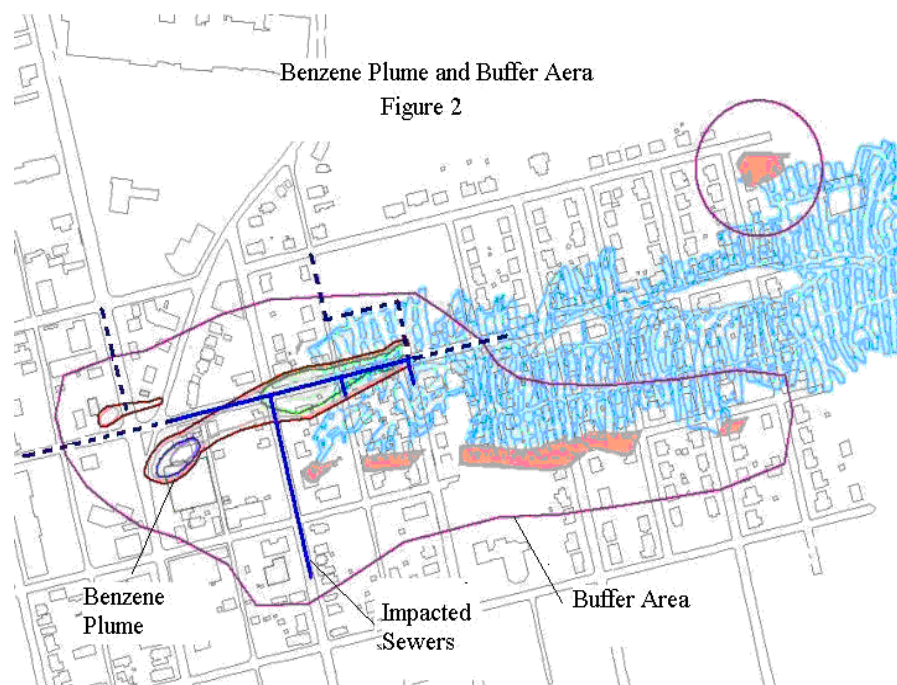 Benzene Plume and Buffer Aera
Figure 2
Benzene
Plume
Impacted
Sewers
Buffer Area